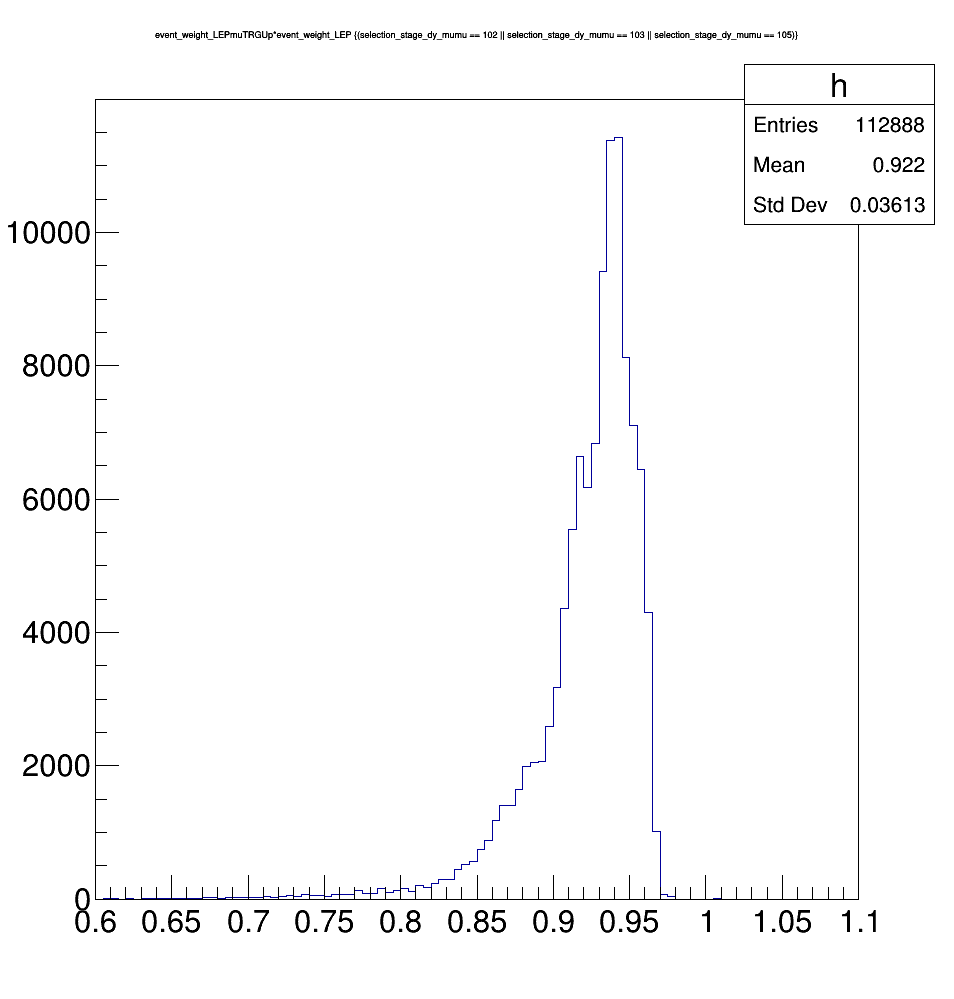 event_weight_LEPmuTRGUp*event_weight_LEP {(selection_stage_dy_mumu == 102 || selection_stage_dy_mumu == 103 || selection_stage_dy_mumu == 105)}
h
Entries 112888
Mean 0.922
Std Dev 0.03613
10000
8000
6000
4000
2000
0
0.6 0.65 0.7 0.75 0.8 0.85 0.9 0.95 1 1.05 1.1